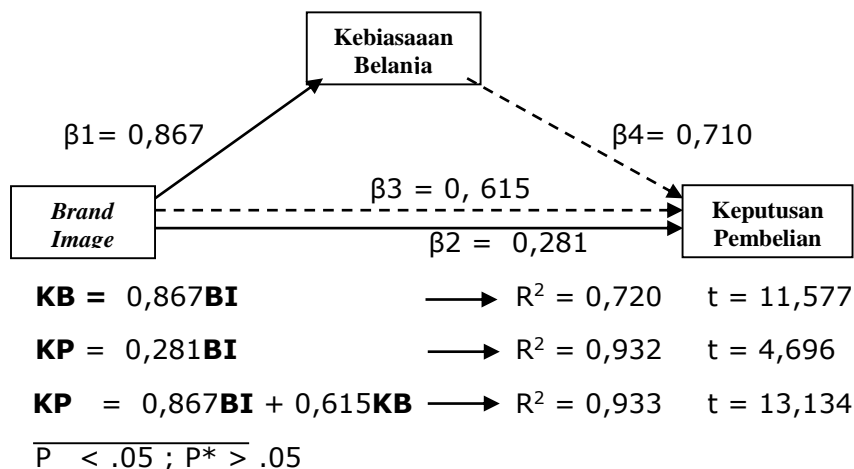 Kebiasaaan
Belanja
β1= 0,867
β4= 0,710
β3 = 0, 615
Brand
Image
Keputusan
Pembelian
β2 = 0,281
KB = 0,867BI R² = 0,720 t = 11,577
KP = 0,281BI R² = 0,932 t = 4,696
KP = 0,867BI + 0,615KB R² = 0,933 t = 13,134
P < .05 ; P* > .05